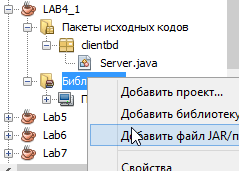 LAB4_1
Пакеты исходных кодов
clientbd
Server.java
Библ
Добавить проект...
П
Добавить библиотеку
Lab5
Добавить файл JAR/п
Lab6
Lab7
Свойства